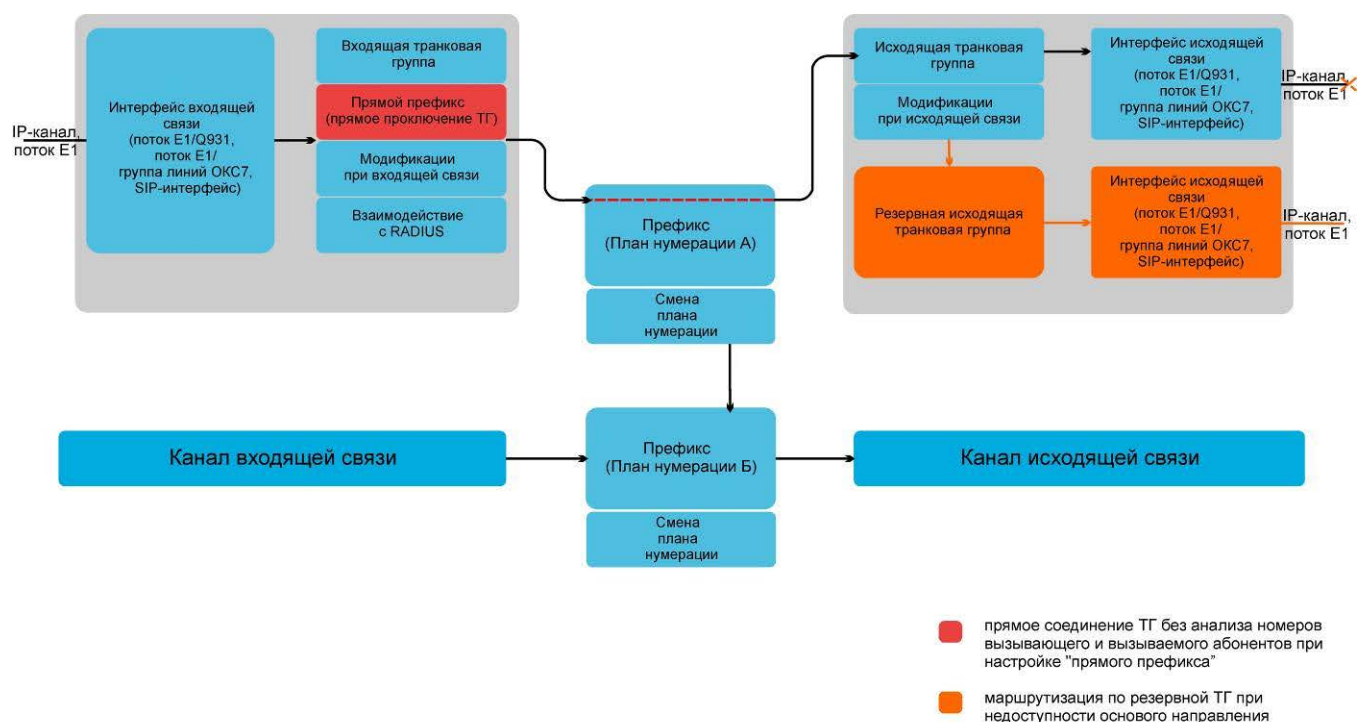 IP-канал,
поток E1
Интерфейс входящей
связи
(поток E1/Q931,
поток E1/
группа линий ОКС7,
SIP-интерфейс)
Входящая транковая
группа
Прямой префикс
(прямое проключение ТГ)
Модификации
при входящей связи
Взаимодействие
с RADIUS
Префикс
(План нумерации А)
Смена
плана
нумерации
Исходящая транковая
группа
Модификации
при исходящей связи
Резервная исходящая
транковая группа
Интерфейс исходящей
связи
(поток E1/Q931,
поток E1/
группа линий ОКС7,
SIP-интерфейс)
IP-канал,
поток E1
Интерфейс исходящей
связи
(поток E1/Q931,
поток E1/
группа линий ОКС7,
SIP-интерфейс)
IP-канал,
поток E1
Канал входящей связи
Префикс
(План нумерации Б)
Смена
плана
нумерации
Канал исходящей связи
прямое соединение ТГ без анализа номеров
вызывающего и вызываемого абонентов при
настройке "прямого префикса"
маршрутизация по резервной ТГ при
недоступности основого направления